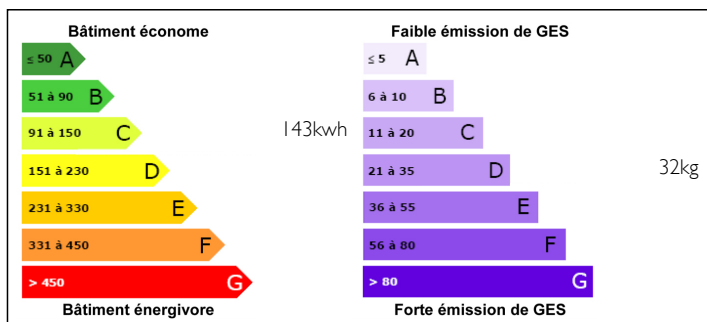 Bâtiment économe
≤ 50 A
51 à 90 B
91 à 150 C
143kwh
151 à 230 D
231 à 330 E
331 à 450 F
> 450 G
Bâtiment énergivore
Faible émission de GES
≤ 5 A
6 à 10 B
11 à 20 C
21 à 35 D
32kg
36 à 55 E
56 à 80 F
> 80 G
Forte émission de GES